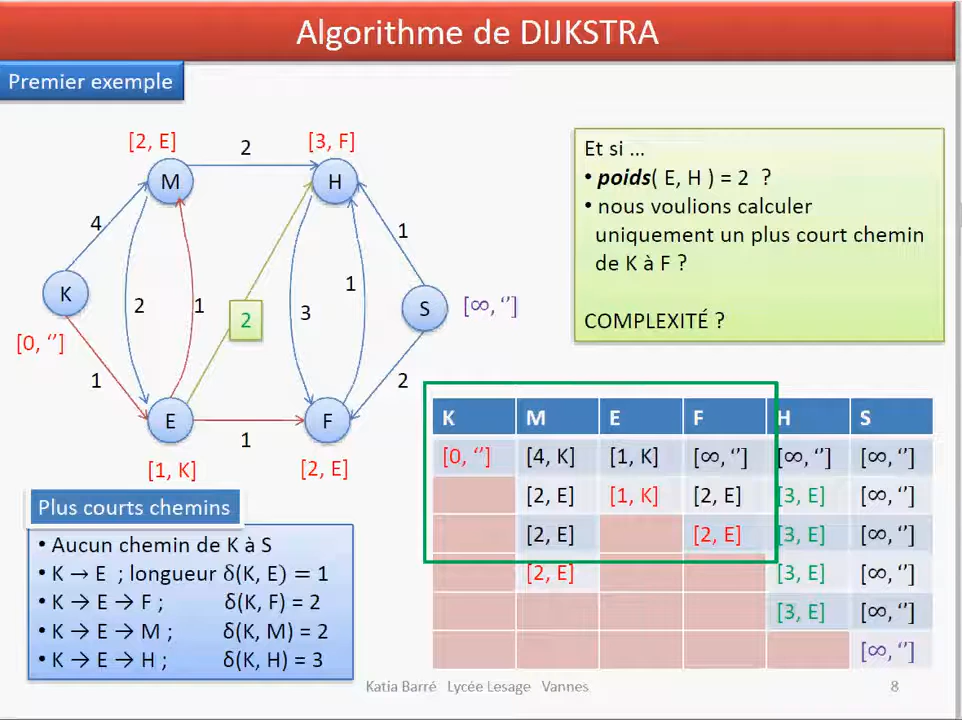 Algorithme de DIJKSTRA
Premier exemple
[2, E]
2
[3, F]
M
H
4
1
K
2
1
2
3
1
S
[∞, ‘’]
[0, ‘’]
1
2
E
F
1
[1, K]
[2, E]
Et si ...
• poids( E, H ) = 2 ?
• nous voulions calculer
uniquement un plus court chemin
de K à F ?
COMPLEXITÉ ?
K M E F H S
[0, ‘’] [4, K] [1, K] [∞, ‘’] [∞, ‘’] [∞, ‘’]
[2, E] [1, K] [2, E] [3, E] [∞, ‘’]
[2, E] [2, E] [3, E] [∞, ‘’]
[2, E] [3, E] [∞, ‘’]
[3, E] [∞, ‘’]
[∞, ‘’]
Plus courts chemins
• Aucun chemin de K à S
• K → E ; longueur δ(K, E) = 1
• K → E → F ; δ(K, F) = 2
• K → E → M ; δ(K, M) = 2
• K → E → H ; δ(K, H) = 3
Katia Barré Lycée Lesage Vannes
8